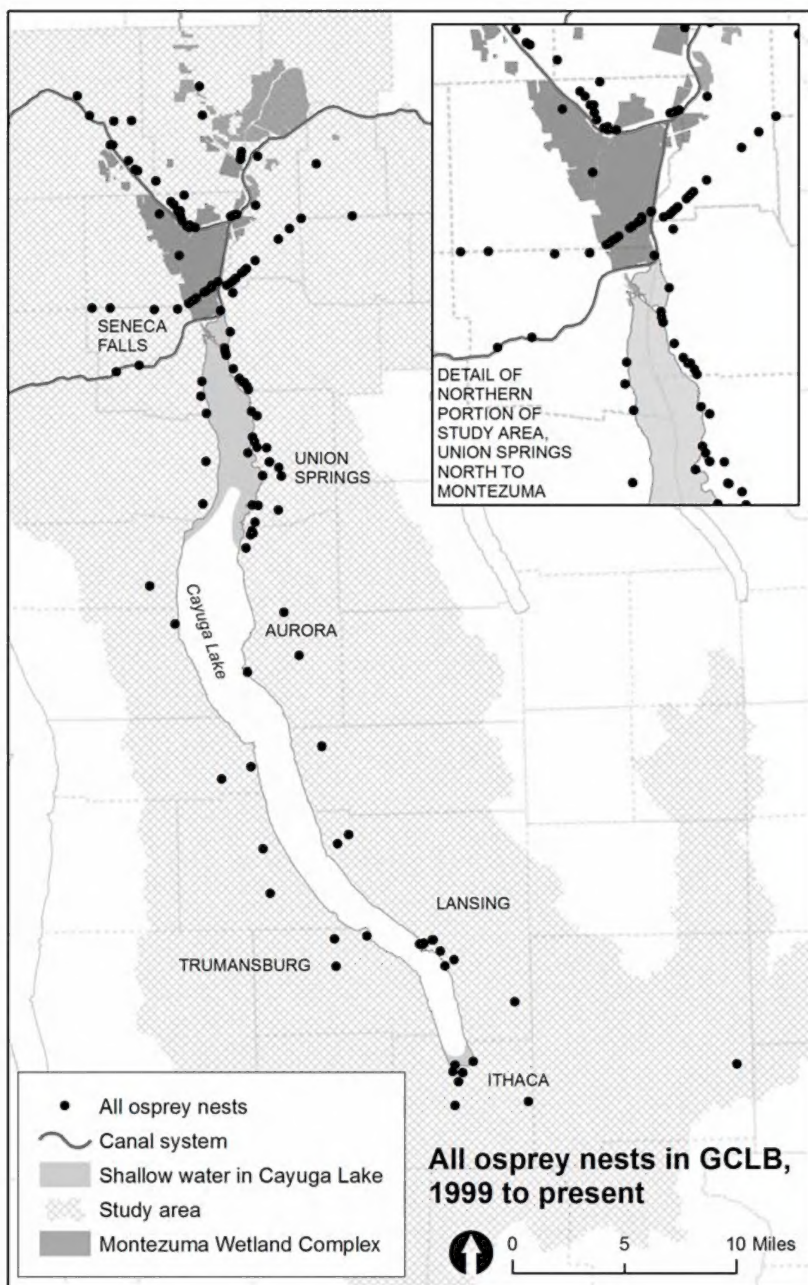 DETAIL OF
NORTHERN
PORTION OF
STUDY AREA,
UNION SPRINGS
NORTH TO
MONTEZUMA
SENECA
FALLS
UNION
SPRINGS
Cayuga Lake
AURORA
LANSING
TRUMANSBURG
ITHACA
All osprey nests
Canal system
Shallow water in Cayuga Lake
Study area
Montezuma Wetland Complex
All osprey nests in GCLB,
1999 to present
0 5 10 Miles